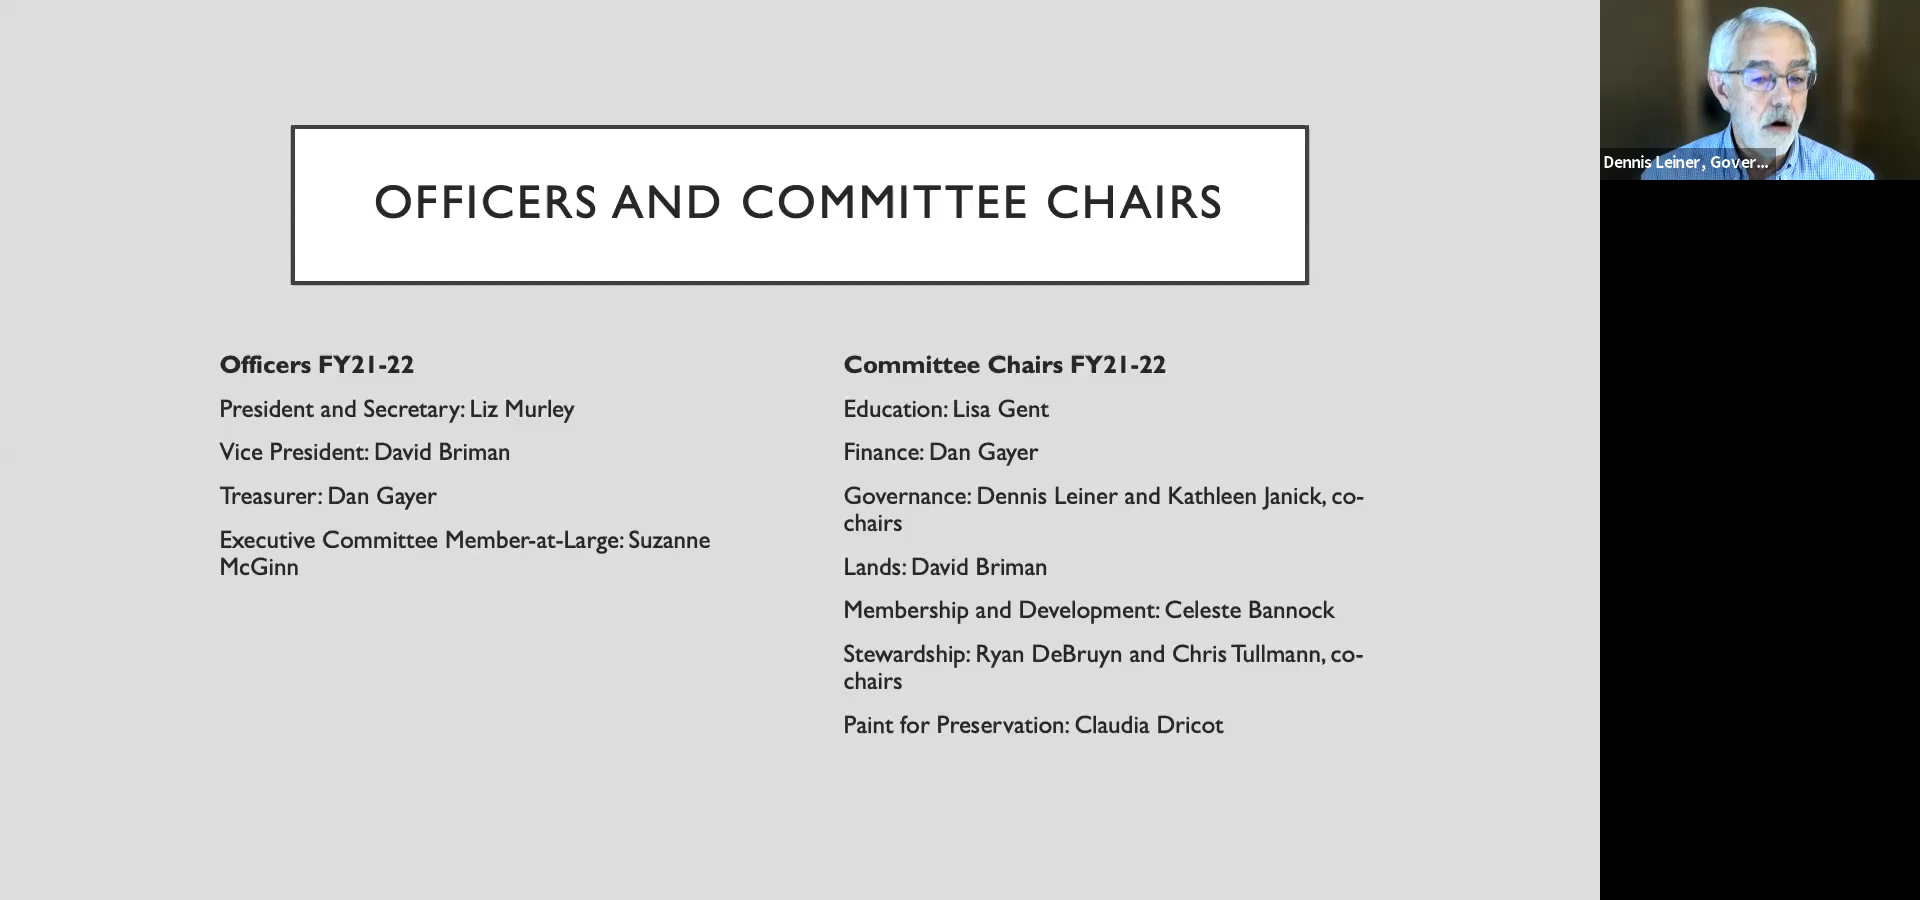 OFFICERS AND COMMITTEE CHAIRS
Officers FY21-22
President and Secretary: Liz Murley
Vice President: David Briman
Treasurer: Dan Gayer
Executive Committee Member-at-Large: Suzanne
McGinn
Committee Chairs FY21-22
Education: Lisa Gent
Finance: Dan Gayer
Governance: Dennis Leiner and Kathleen Janick, co-
chairs
Lands: David Briman
Membership and Development: Celeste Bannock
Stewardship: Ryan DeBruyn and Chris Tullmann, co-
chairs
Paint for Preservation: Claudia Dricot
Dennis Leiner, Gover...